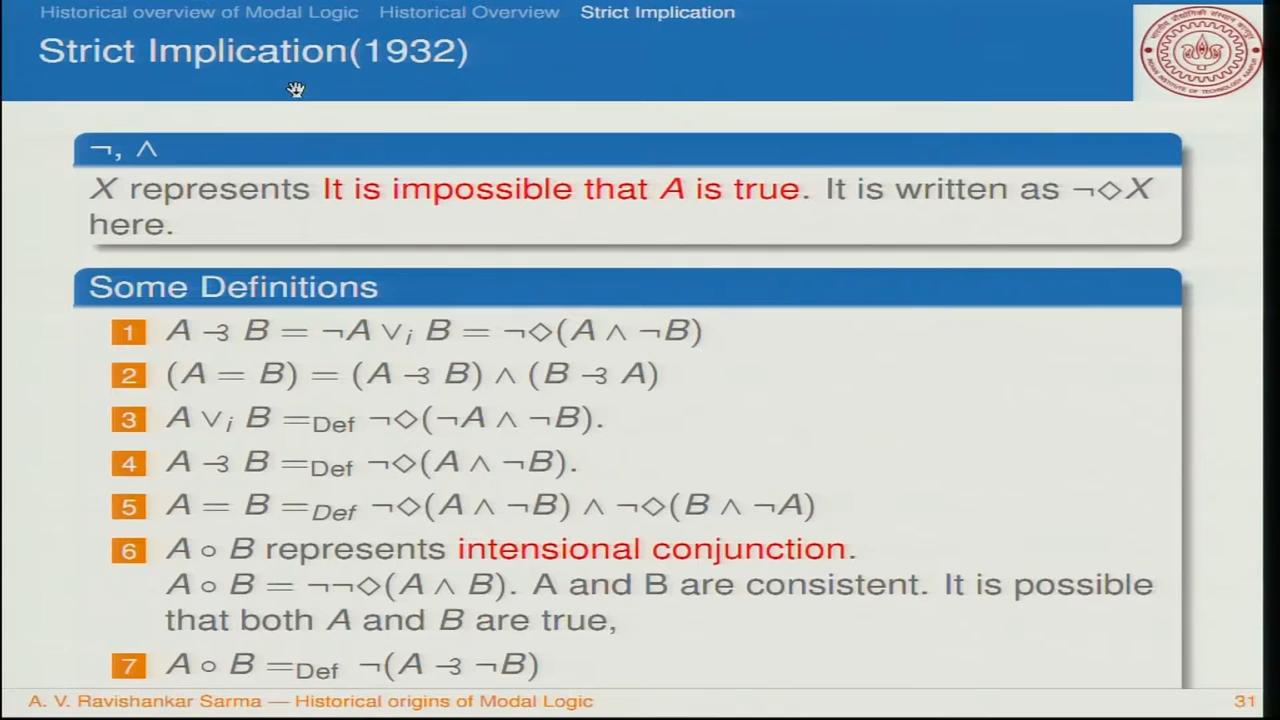 Historical overview of Modal Logic Historical Overview Strict Implication
Strict Implication(1932)
¬, ∧
X represents It is impossible that A is true. It is written as ¬◇X
here.
Some Definitions
1 A ⥽ B = ¬A ∨ᵢ B = ¬◇(A ∧ ¬B)
2 (A = B) = (A ⥽ B) ∧ (B ⥽ A)
3 A ∨ᵢ B =Def ¬◇(¬A ∧ ¬B).
4 A ⥽ B =Def ¬◇(A ∧ ¬B).
5 A = B =Def ¬◇(A ∧ ¬B) ∧ ¬◇(B ∧ ¬A)
6 A ∘ B represents intensional conjunction.
A ∘ B = ¬¬◇(A ∧ B). A and B are consistent. It is possible
that both A and B are true,
7 A ∘ B =Def ¬(A ⥽ ¬B)
A. V. Ravishankar Sarma — Historical origins of Modal Logic 31